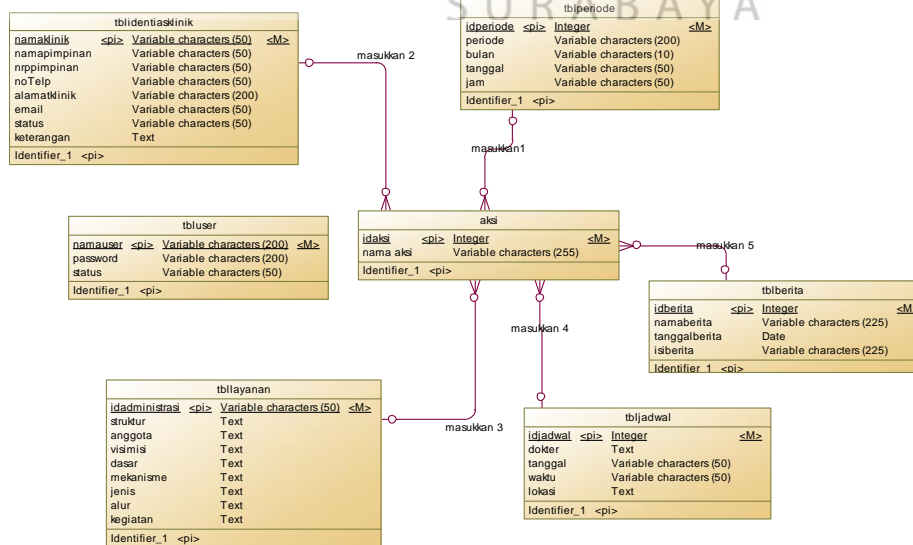 SURABAYA
tblidentiasklinik
namaklinik <pi> Variable characters (50) <M>
namapimpinan Variable characters (50)
nrppimpinan Variable characters (50)
noTelp Variable characters (50)
alamatklinik Variable characters (200)
email Variable characters (50)
status Variable characters (50)
keterangan Text
Identifier_1 <pi>
masukkan 2
tblperiode
idperiode <pi> Integer <M>
periode Variable characters (200)
bulan Variable characters (10)
tanggal Variable characters (50)
jam Variable characters (50)
Identifier_1 <pi>
masukkan1
tbluser
namauser <pi> Variable characters (200) <M>
password Variable characters (200)
status Variable characters (50)
Identifier_1 <pi>
aksi
idaksi <pi> Integer <M>
nama aksi Variable characters (255)
Identifier_1 <pi>
masukkan 5
tblberita
idberita <pi> Integer <M
namaberita Variable characters (225)
tanggalberita Date
isiberita Variable characters (225)
Identifier_1 <pi>
masukkan 4
tbllayanan
idadministrasi <pi> Variable characters (50) <M>
struktur Text
anggota Text
visimisi Text
dasar Text
mekanisme Text
jenis Text
alur Text
kegiatan Text
Identifier_1 <pi>
masukkan 3
tbljadwal
idjadwal <pi> Integer <M>
dokter Text
tanggal Variable characters (50)
waktu Variable characters (50)
lokasi Text
Identifier_1 <pi>